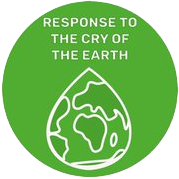 RESPONSE TO
THE CRY OF
THE EARTH